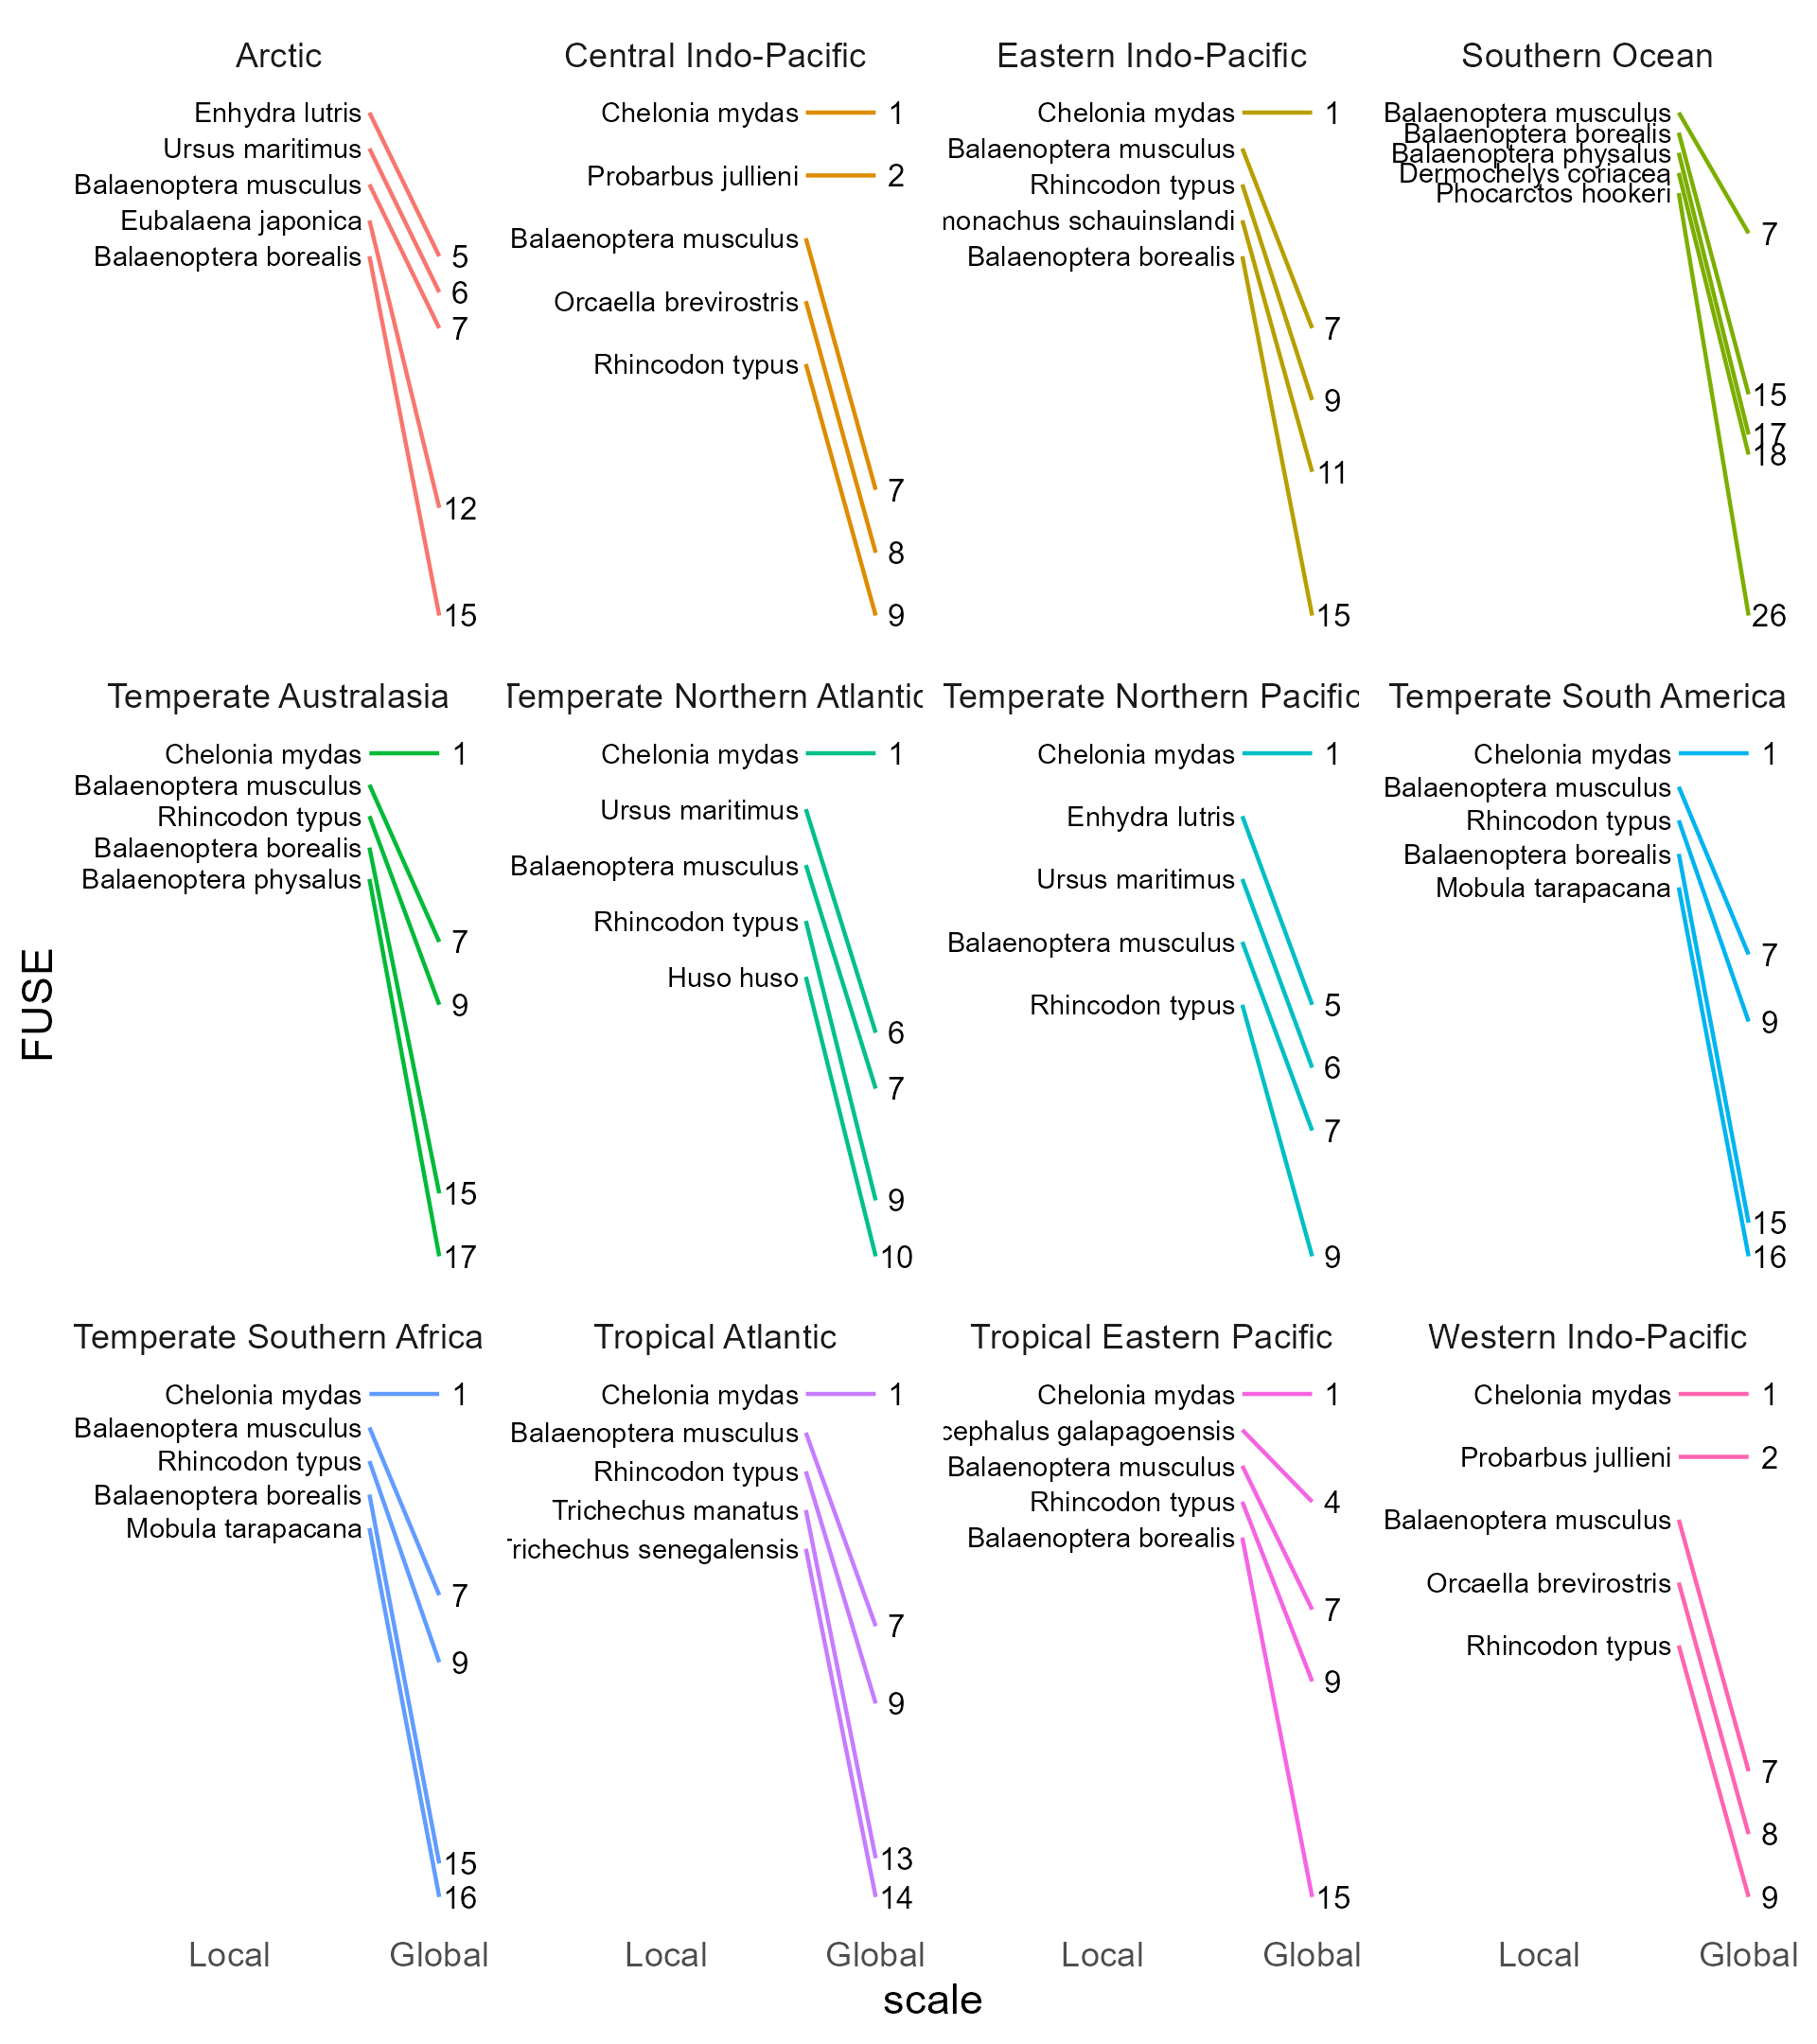 Arctic
Enhydra lutris
Ursus maritimus
Balaenoptera musculus
Eubalaena japonica
Balaenoptera borealis
5
6
7
12
15
Central Indo-Pacific
Chelonia mydas
1
Probarbus jullieni
2
Balaenoptera musculus
Orcaella brevirostris
Rhincodon typus
7
8
9
Eastern Indo-Pacific
Chelonia mydas
1
Balaenoptera musculus
Rhincodon typus
monachus schauinslandi
Balaenoptera borealis
7
9
11
15
Southern Ocean
Balaenoptera musculus
Balaenoptera borealis
Balaenoptera physalus
Dermochelys coriacea
Phocarctos hookeri
7
15
17
18
26
FUSE
Temperate Australasia
Chelonia mydas
1
Balaenoptera musculus
Rhincodon typus
Balaenoptera borealis
Balaenoptera physalus
7
9
15
17
Temperate Northern Atlantic
Chelonia mydas
1
Ursus maritimus
Balaenoptera musculus
Rhincodon typus
Huso huso
6
7
9
10
Temperate Northern Pacific
Chelonia mydas
1
Enhydra lutris
Ursus maritimus
Balaenoptera musculus
Rhincodon typus
5
6
7
9
Temperate South America
Chelonia mydas
1
Balaenoptera musculus
Rhincodon typus
Balaenoptera borealis
Mobula tarapacana
7
9
15
16
Temperate Southern Africa
Chelonia mydas
1
Balaenoptera musculus
Rhincodon typus
Balaenoptera borealis
Mobula tarapacana
7
9
15
16
Tropical Atlantic
Chelonia mydas
1
Balaenoptera musculus
Rhincodon typus
Trichechus manatus
Trichechus senegalensis
7
9
13
14
Tropical Eastern Pacific
Chelonia mydas
1
cephalus galapagoensis
Balaenoptera musculus
Rhincodon typus
Balaenoptera borealis
4
7
9
15
Western Indo-Pacific
Chelonia mydas
1
Probarbus jullieni
2
Balaenoptera musculus
Orcaella brevirostris
Rhincodon typus
7
8
9
Local Global Local Global Local Global Local Global
scale